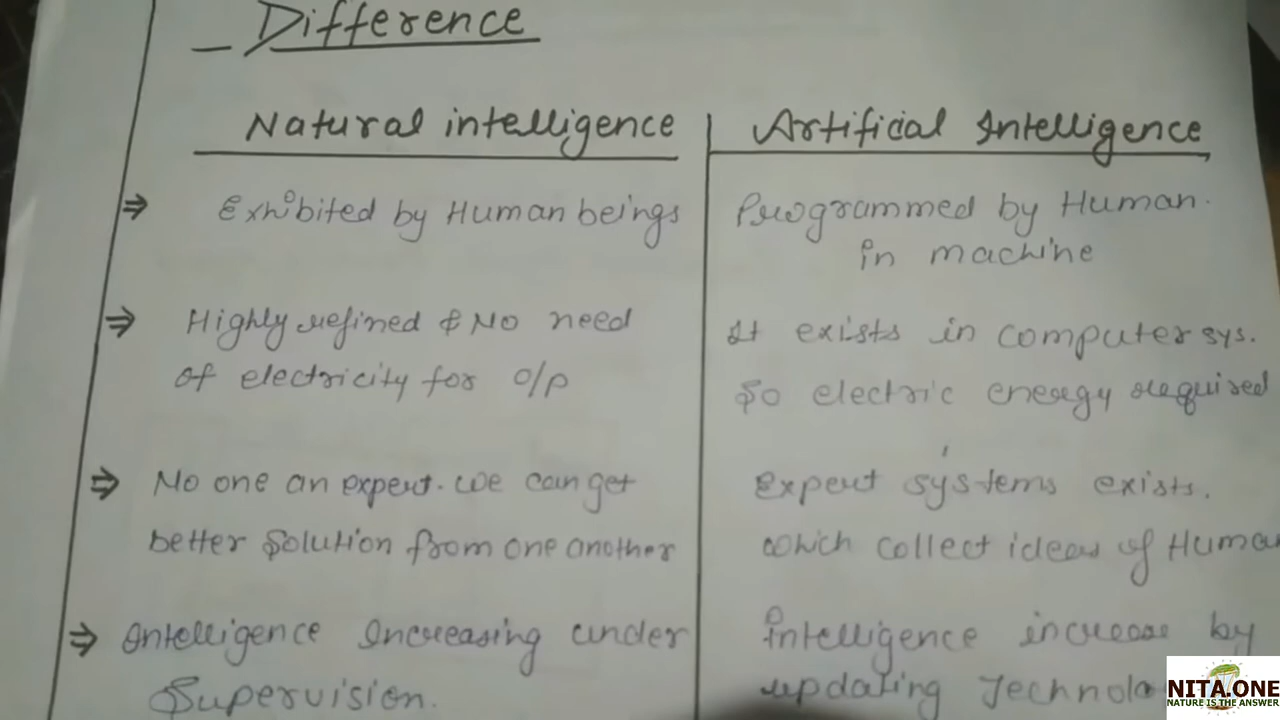 Difference
Natural intelligence
Artificial Intelligence
⇒ Exhibited by Human beings
Programmed by Human.
in machine
⇒ Highly refined & No need
of electricity for O/p
It exists in computer sys.
So electric energy required
⇒ No one an expert. we can get
better Solution from one another
Expert systems exists.
which collect ideas of Human
⇒ Intelligence Increasing under
Supervision.
intelligence increase by
updating
NITA.ONE
NATURE IS THE ANSWER